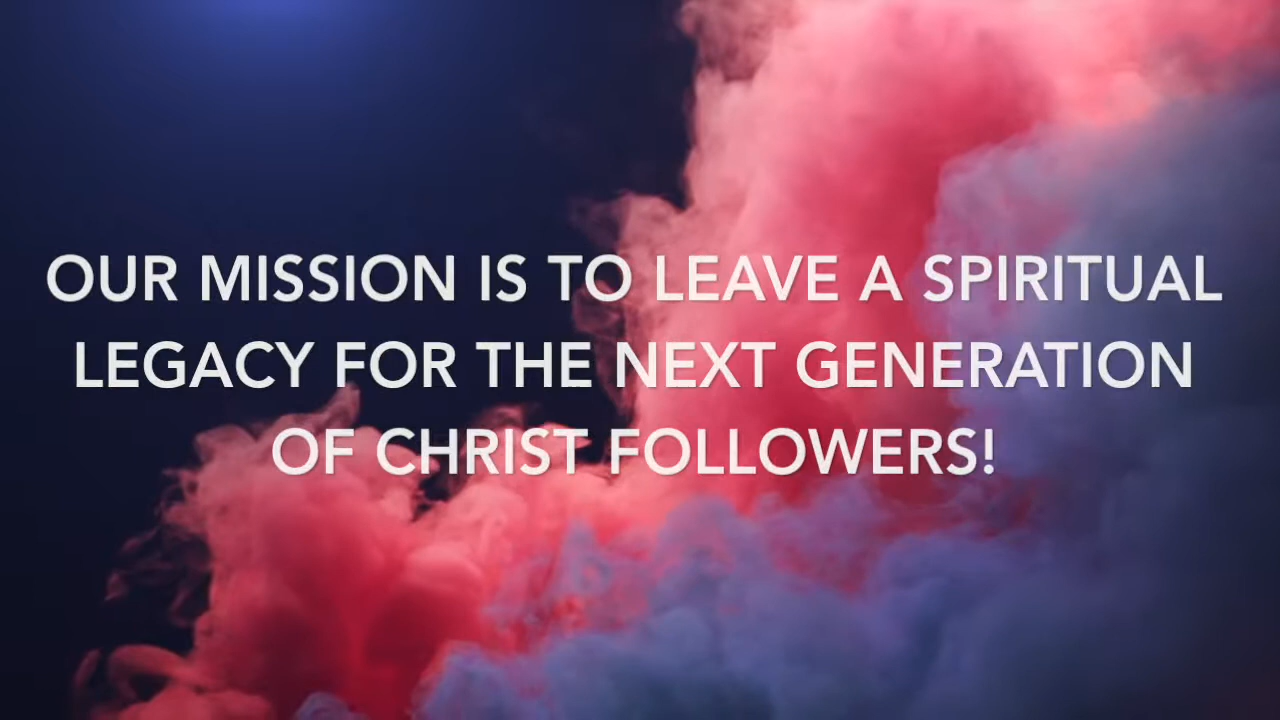 OUR MISSION IS TO LEAVE A SPIRITUAL
LEGACY FOR THE NEXT GENERATION
OF CHRIST FOLLOWERS!